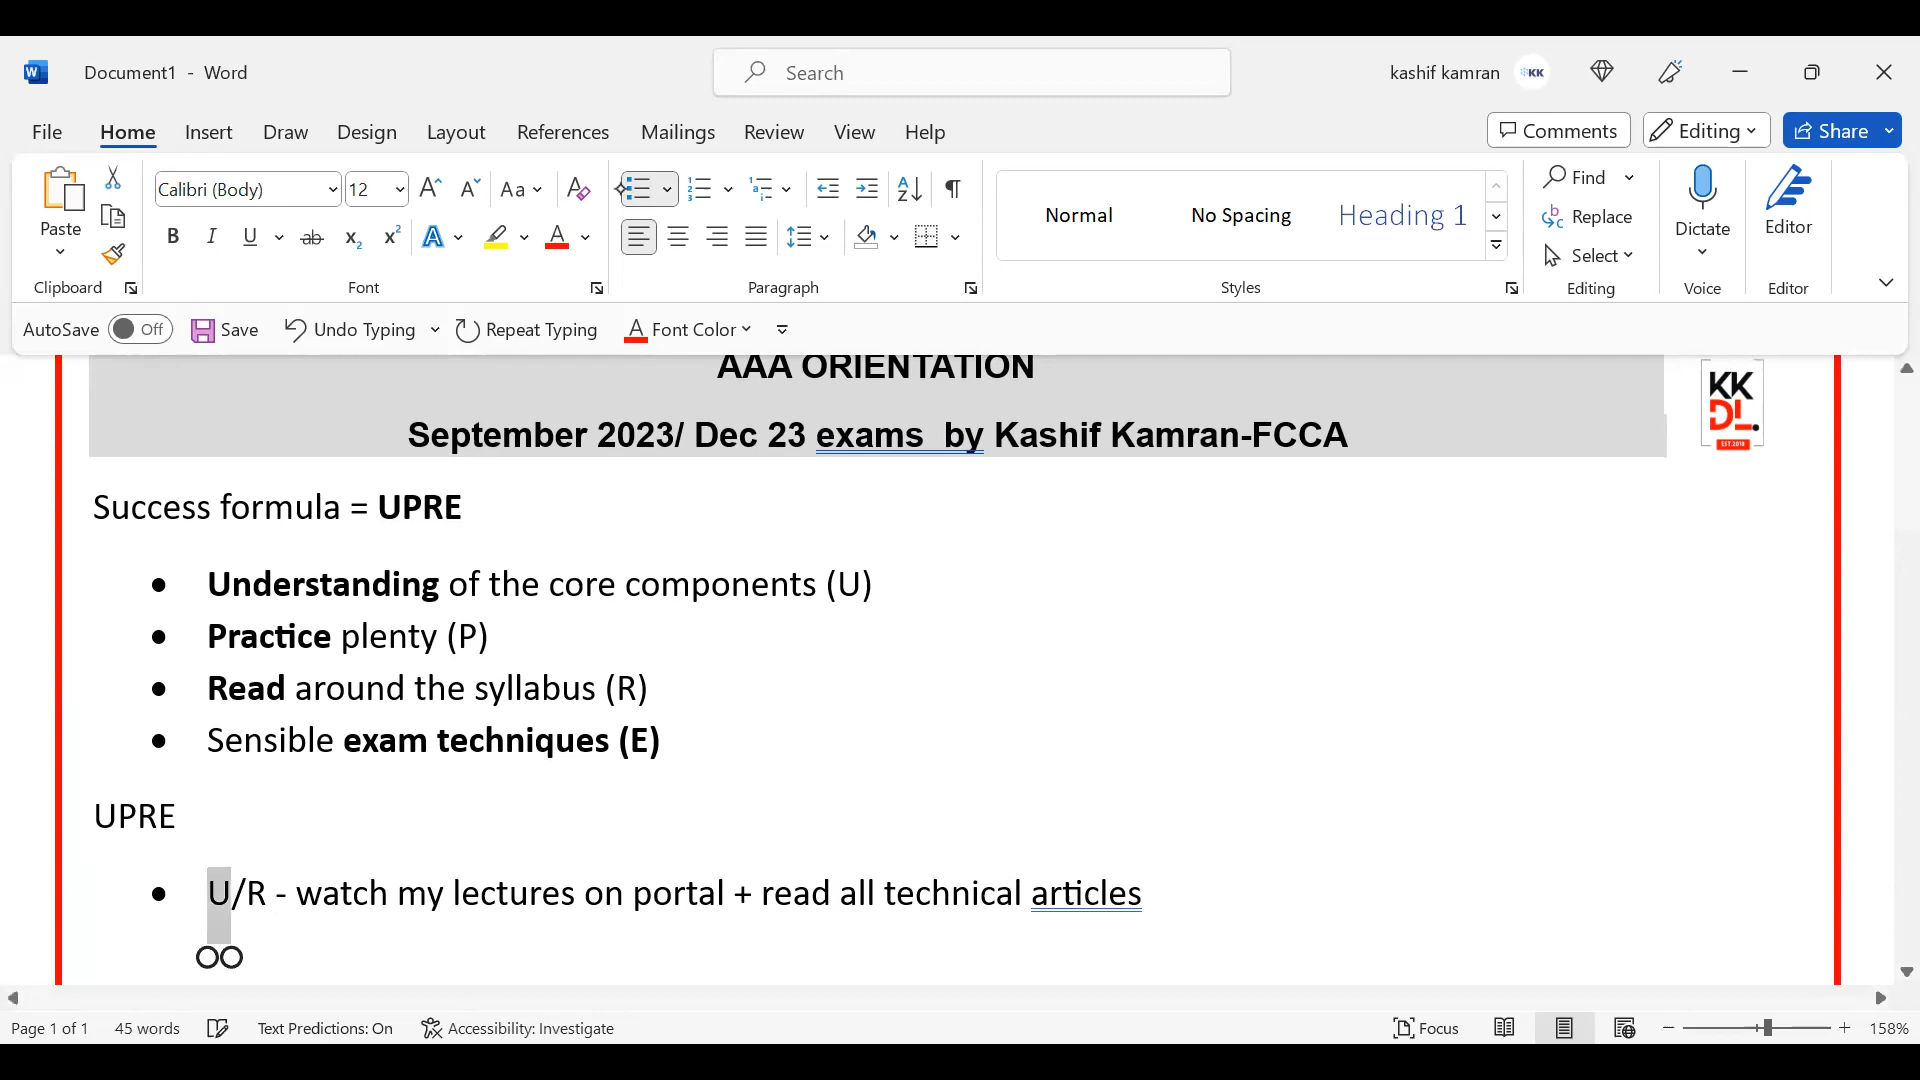 Document1 - Word
Search
kashif kamran
KK
File Home Insert Draw Design Layout References Mailings Review View Help
Comments Editing Share
Paste
Calibri (Body) 12
Normal No Spacing Heading 1
Find
Replace
Select
Dictate
Editor
Clipboard Font Paragraph Styles Editing Voice Editor
AutoSave Off Save Undo Typing Repeat Typing Font Color
AAA ORIENTATION
September 2023/ Dec 23 exams by Kashif Kamran-FCCA
KK
DL.
EST.2018
Success formula = UPRE
• Understanding of the core components (U)
• Practice plenty (P)
• Read around the syllabus (R)
• Sensible exam techniques (E)
UPRE
• U/R - watch my lectures on portal + read all technical articles
Page 1 of 1 45 words Text Predictions: On Accessibility: Investigate Focus 158%